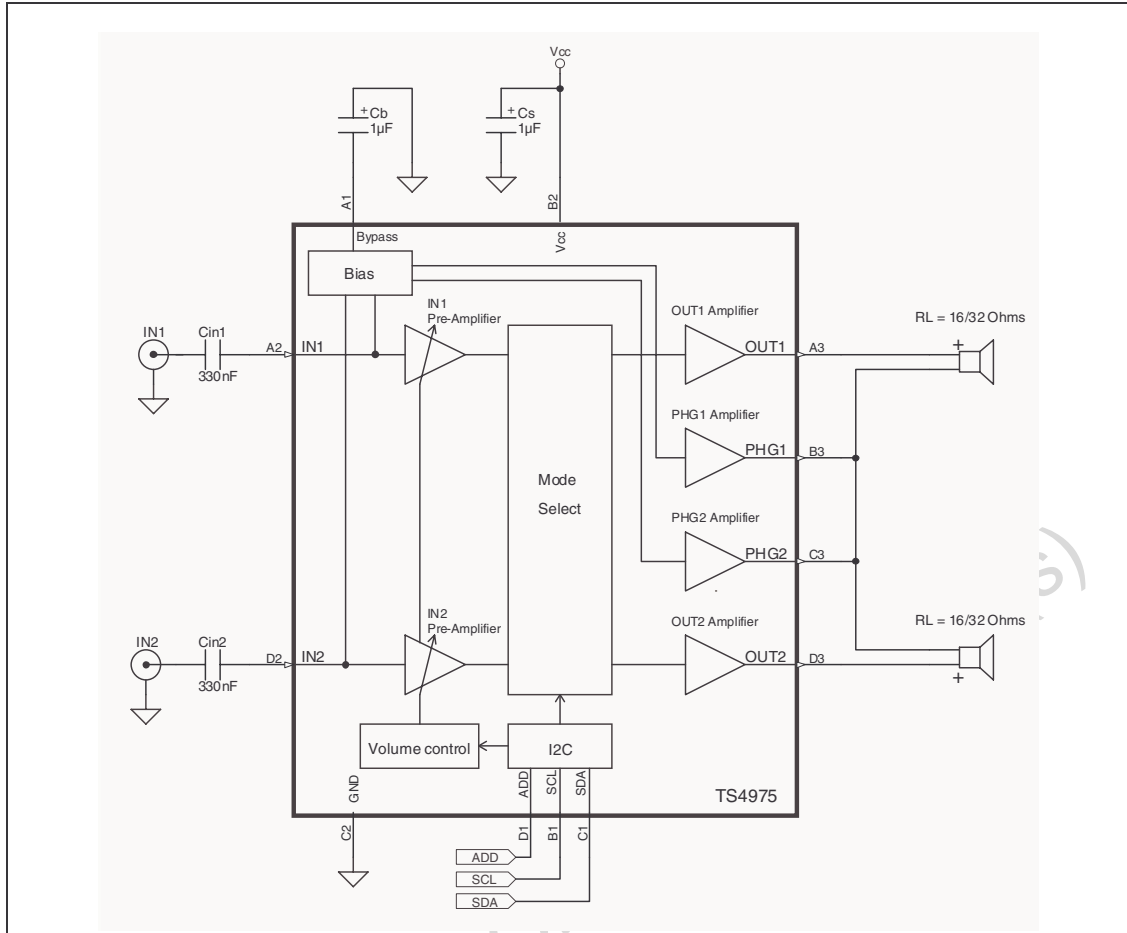 Vcc
+ Cb
1µF
+ Cs
1µF
A1
B2
Bypass
Vcc
Bias
IN1
Pre-Amplifier
OUT1 Amplifier
RL = 16/32 Ohms
IN1
Cin1
330nF
A2
IN1
OUT1
A3
+
PHG1 Amplifier
PHG1
B3
Mode
Select
PHG2 Amplifier
PHG2
C3
IN2
Pre-Amplifier
OUT2 Amplifier
RL = 16/32 Ohms
IN2
Cin2
330nF
D2
IN2
OUT2
D3
+
Volume control
I2C
GND
ADD
SCL
SDA
TS4975
C2
D1
B1
C1
ADD
SCL
SDA